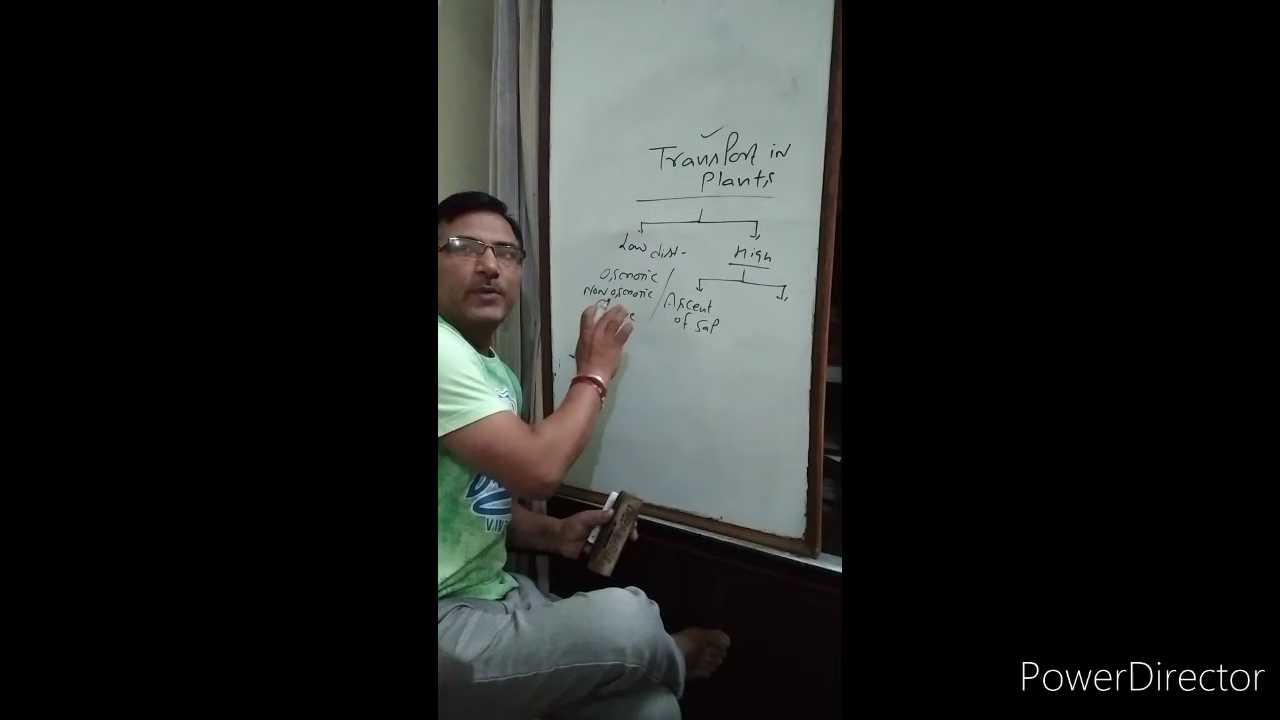 Transport in
Plants
Low dist-
High
Osmotic
Non osmotic
Ascent
of Sap
PowerDirector